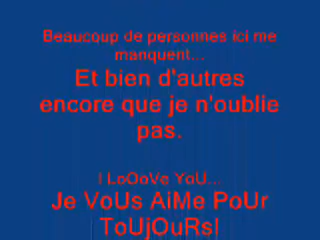 Beaucoup de personnes ici me
manquent...
Et bien d'autres
encore que je n'oublie
pas.
I LoOoVe YoU...
Je VoUs AiMe PoUr
ToUjOuRs!